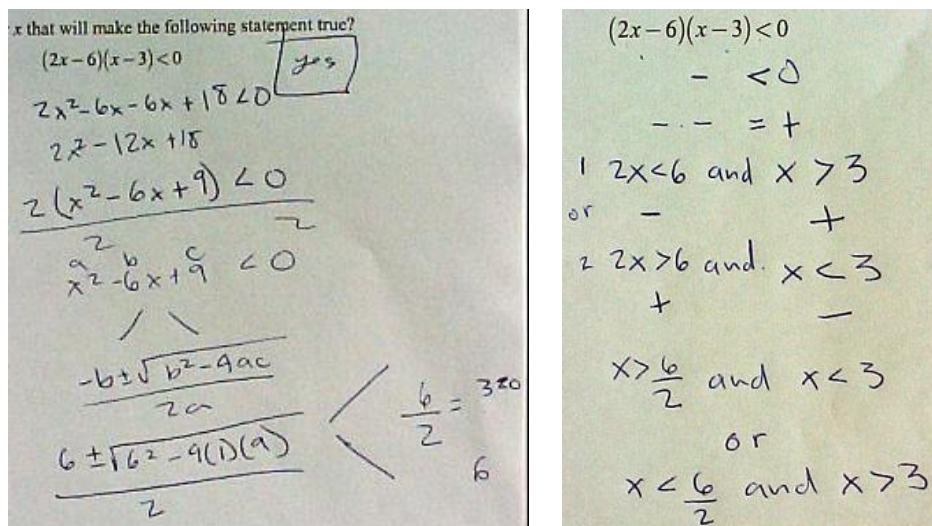 x that will make the following statement true?
(2x – 6)(x – 3) < 0
yes
2x² - 6x - 6x + 18 < 0
2x² - 12x + 18
2(x² - 6x + 9) < 0
2 2
a b c
x² - 6x + 9 < 0
-b ± √b² - 4ac
2a
6 ± √6² - 4(1)(9)
2
6/2 = 3
6
(2x – 6)(x – 3) < 0
- < 0
- · - = +
1 2x < 6 and x > 3
or - +
2 2x > 6 and. x < 3
+ -
x > 6/2 and x < 3
or
x < 6/2 and x > 3